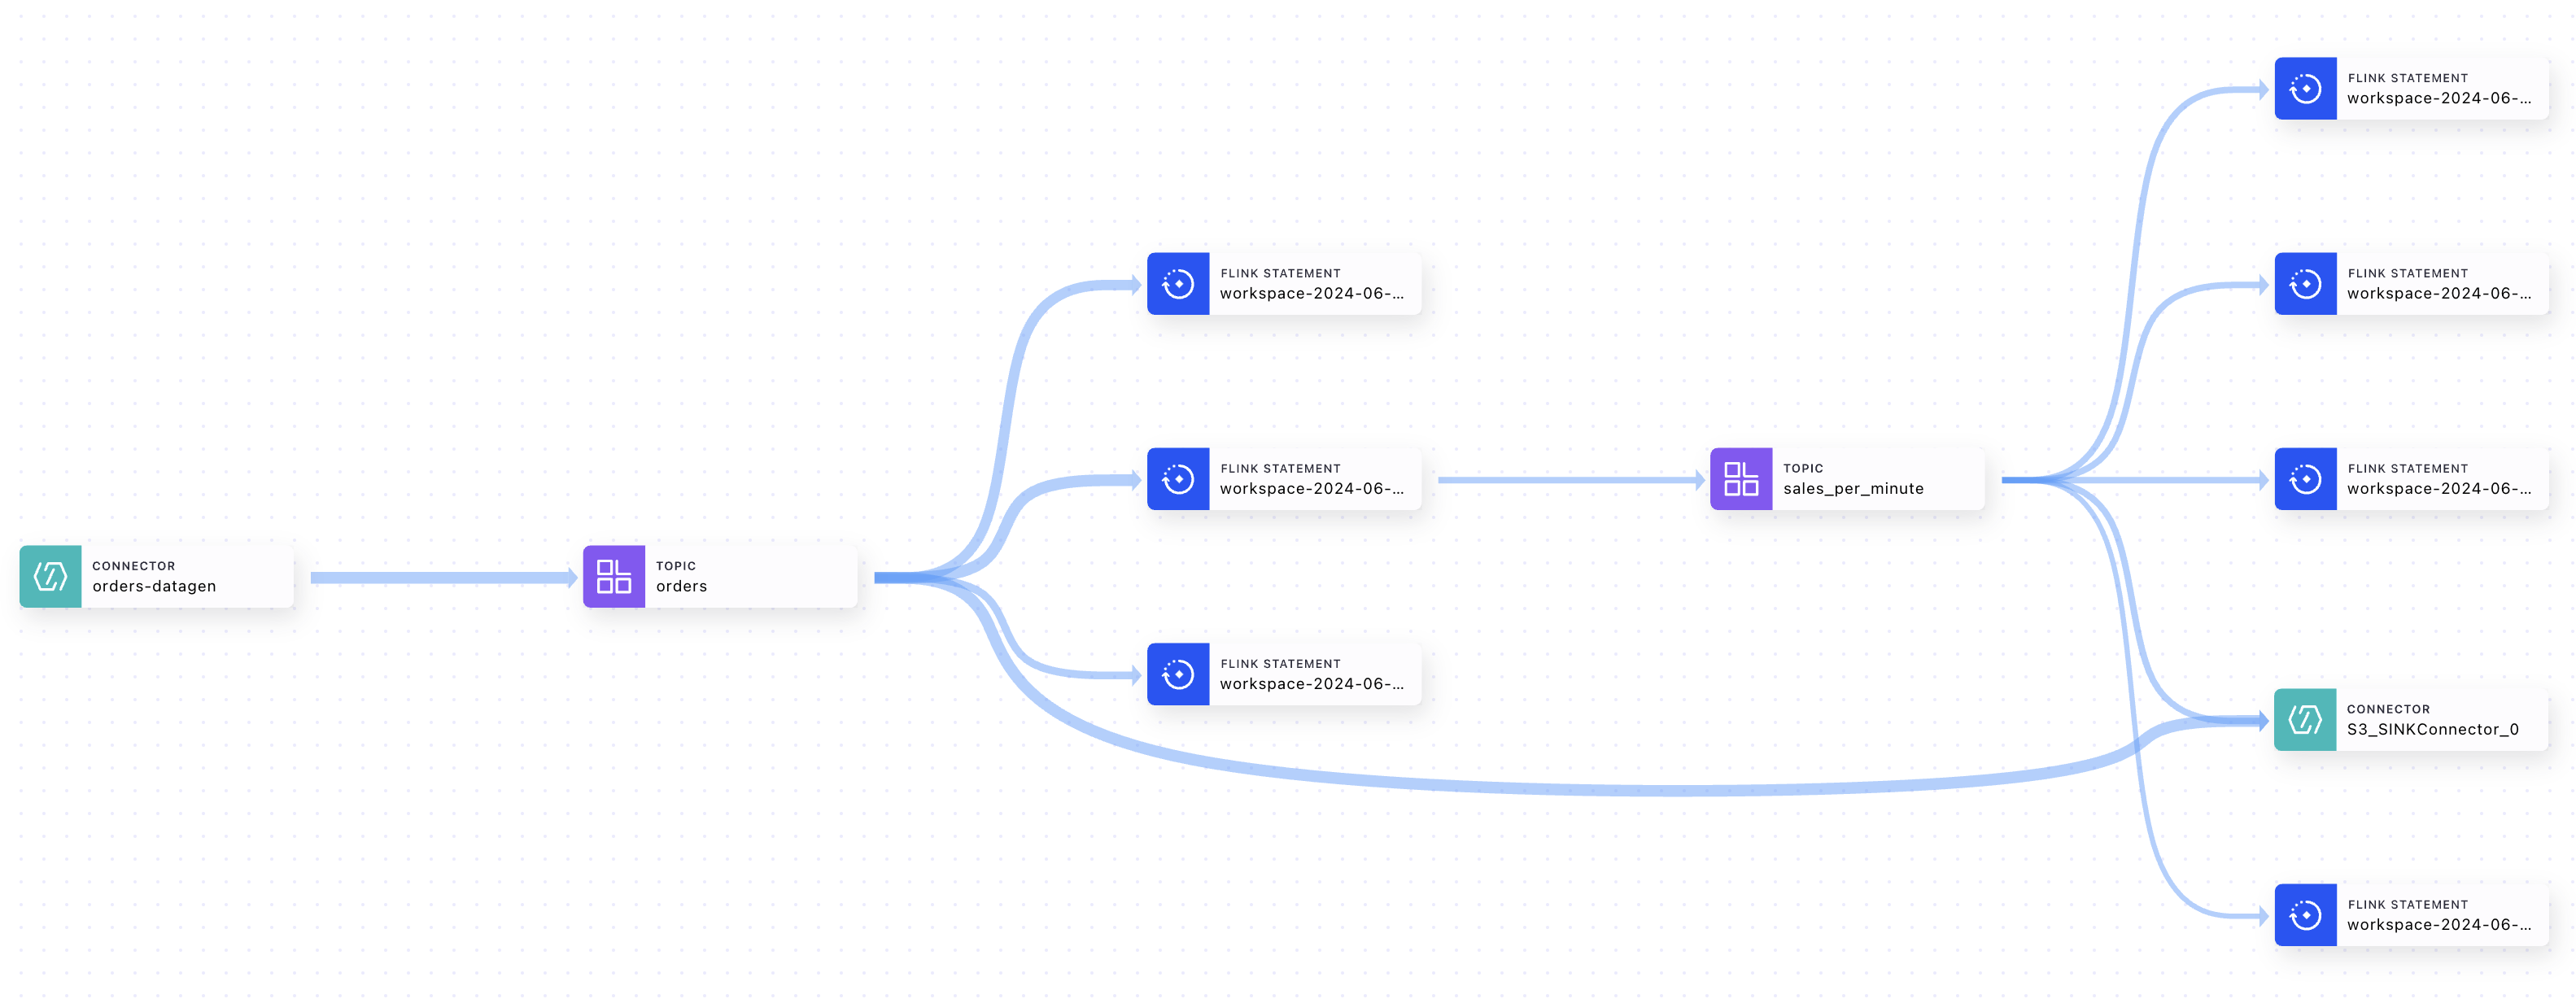 CONNECTOR
orders-datagen
TOPIC
orders
FLINK STATEMENT
workspace-2024-06-...
FLINK STATEMENT
workspace-2024-06-...
FLINK STATEMENT
workspace-2024-06-...
TOPIC
sales_per_minute
FLINK STATEMENT
workspace-2024-06-...
FLINK STATEMENT
workspace-2024-06-...
FLINK STATEMENT
workspace-2024-06-...
CONNECTOR
S3_SINKConnector_0
FLINK STATEMENT
workspace-2024-06-...